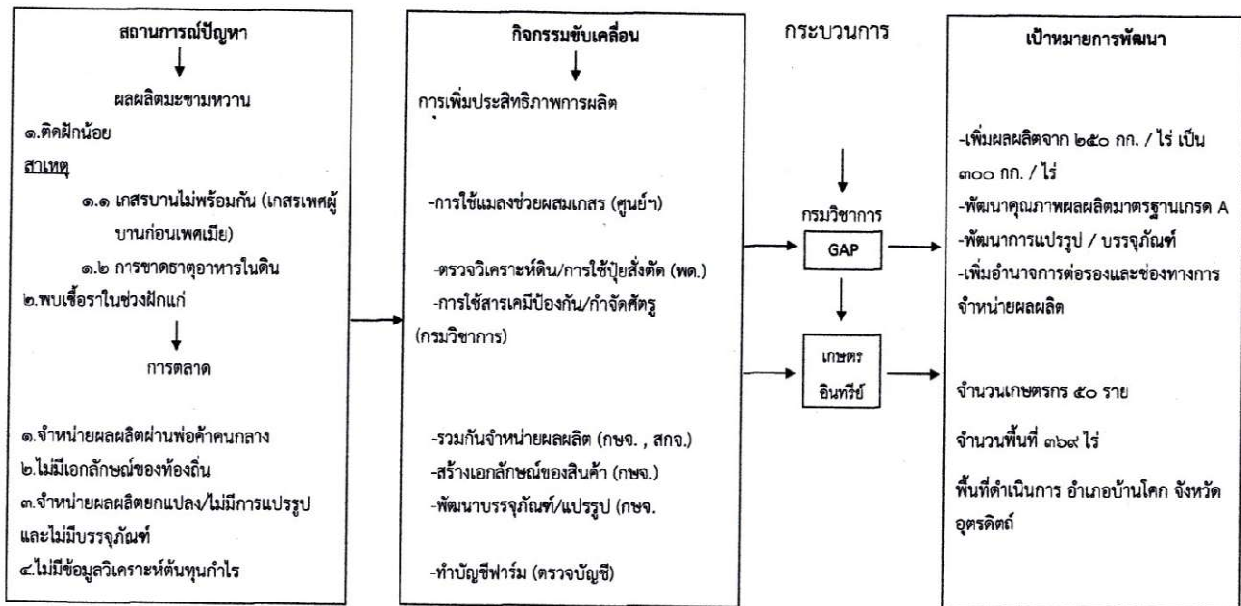 สถานการณ์ปัญหา
ผลผลิตมะขามหวาน
๑.ติดฝักน้อย
สาเหตุ
๑.๑ เกสรบานไม่พร้อมกัน (เกสรเพศผู้
บานก่อนเพศเมีย)
๑.๒ การขาดธาตุอาหารในดิน
๒.พบเชื้อราในช่วงฝักแก่
การตลาด
๑.จำหน่ายผลผลิตผ่านพ่อค้าคนกลาง
๒.ไม่มีเอกลักษณ์ของท้องถิ่น
๓.จำหน่ายผลผลิตยกแปลง/ไม่มีการแปรรูป
และไม่มีบรรจุภัณฑ์
๔.ไม่มีข้อมูลวิเคราะห์ต้นทุนกำไร
กิจกรรมขับเคลื่อน
การเพิ่มประสิทธิภาพการผลิต
-การใช้แมลงช่วยผสมเกสร (ศูนย์ฯ)
-ตรวจวิเคราะห์ดิน/การใช้ปุ๋ยสั่งตัด (พด.)
-การใช้สารเคมีป้องกัน/กำจัดศัตรู
(กรมวิชาการ)
-รวมกันจำหน่ายผลผลิต (กษจ. , สกจ.)
-สร้างเอกลักษณ์ของสินค้า (กษจ.)
-พัฒนาบรรจุภัณฑ์/แปรรูป (กษจ.
-ทำบัญชีฟาร์ม (ตรวจบัญชี)
กระบวนการ
กรมวิชาการ
GAP
เกษตร
อินทรีย์
เป้าหมายการพัฒนา
-เพิ่มผลผลิตจาก ๒๕๐ กก. / ไร่ เป็น
๓๐๐ กก. / ไร่
-พัฒนาคุณภาพผลผลิตมาตรฐานเกรด A
-พัฒนาการแปรรูป / บรรจุภัณฑ์
-เพิ่มอำนาจการต่อรองและช่องทางการ
จำหน่ายผลผลิต
จำนวนเกษตรกร ๕๐ ราย
จำนวนพื้นที่ ๓๖๙ ไร่
พื้นที่ดำเนินการ อำเภอบ้านโคก จังหวัด
อุตรดิตถ์